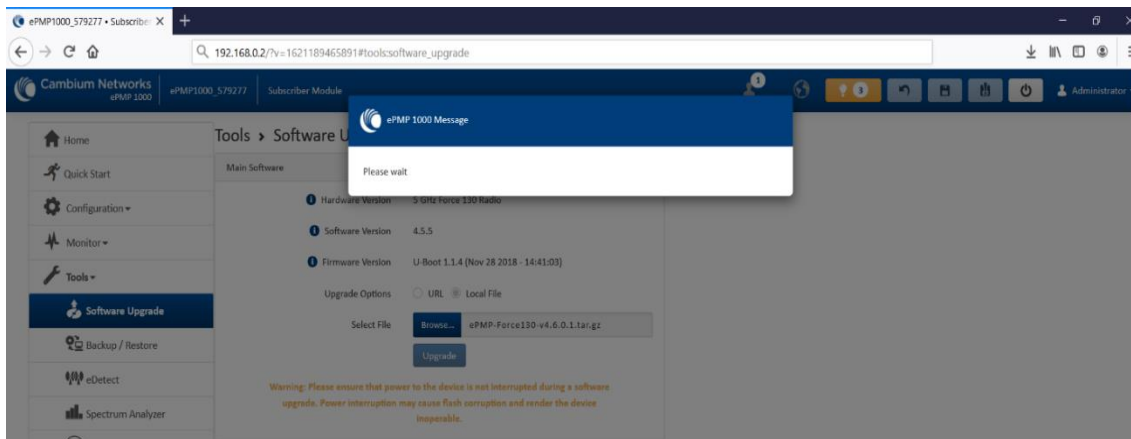 ePMP1000_579277 • Subscriber
192.168.0.2/?v=1621189465891#tools:software_upgrade
Cambium Networks
ePMP 1000
ePMP1000_579277
Subscriber Module
1
3
Administrator
ePMP 1000 Message
Please wait
Home
Quick Start
Configuration
Monitor
Tools
Software Upgrade
Backup / Restore
eDetect
Spectrum Analyzer
Tools > Software U
Main Software
Hardware Version 5 GHz Force 130 Radio
Software Version 4.5.5
Firmware Version U-Boot 1.1.4 (Nov 28 2018 - 14:41:03)
Upgrade Options URL Local File
Select File Browse... ePMP-Force130-v4.6.0.1.tar.gz
Upgrade
Warning: Please ensure that power to the device is not interrupted during a software
upgrade. Power interruption may cause flash corruption and render the device
inoperable.